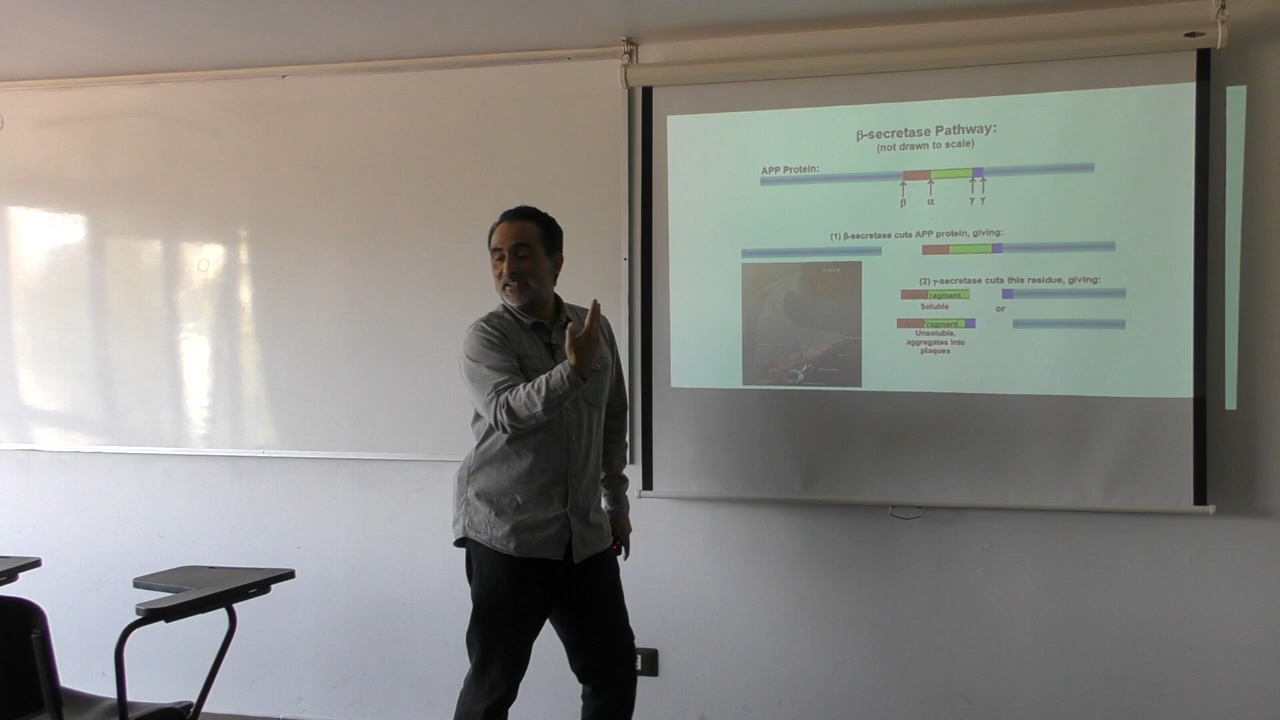 β-secretase Pathway:
(not drawn to scale)
APP Protein:
β α γ γ
(1) β-secretase cuts APP protein, giving:
(2) γ-secretase cuts this residue, giving:
ragment
Soluble
or
ragment
Unsoluble,
aggregates into
plaques